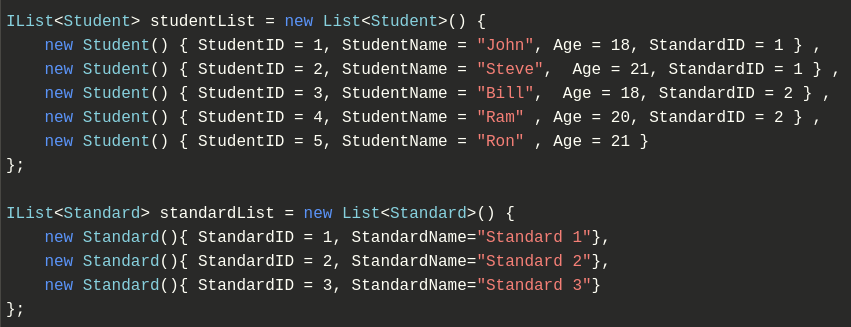 IList<Student> studentList = new List<Student>() {
    new Student() { StudentID = 1, StudentName = "John", Age = 18, StandardID = 1 } ,
    new Student() { StudentID = 2, StudentName = "Steve",  Age = 21, StandardID = 1 } ,
    new Student() { StudentID = 3, StudentName = "Bill",  Age = 18, StandardID = 2 } ,
    new Student() { StudentID = 4, StudentName = "Ram" , Age = 20, StandardID = 2 } ,
    new Student() { StudentID = 5, StudentName = "Ron" , Age = 21 }
};

IList<Standard> standardList = new List<Standard>() {
    new Standard(){ StandardID = 1, StandardName="Standard 1"},
    new Standard(){ StandardID = 2, StandardName="Standard 2"},
    new Standard(){ StandardID = 3, StandardName="Standard 3"}
};